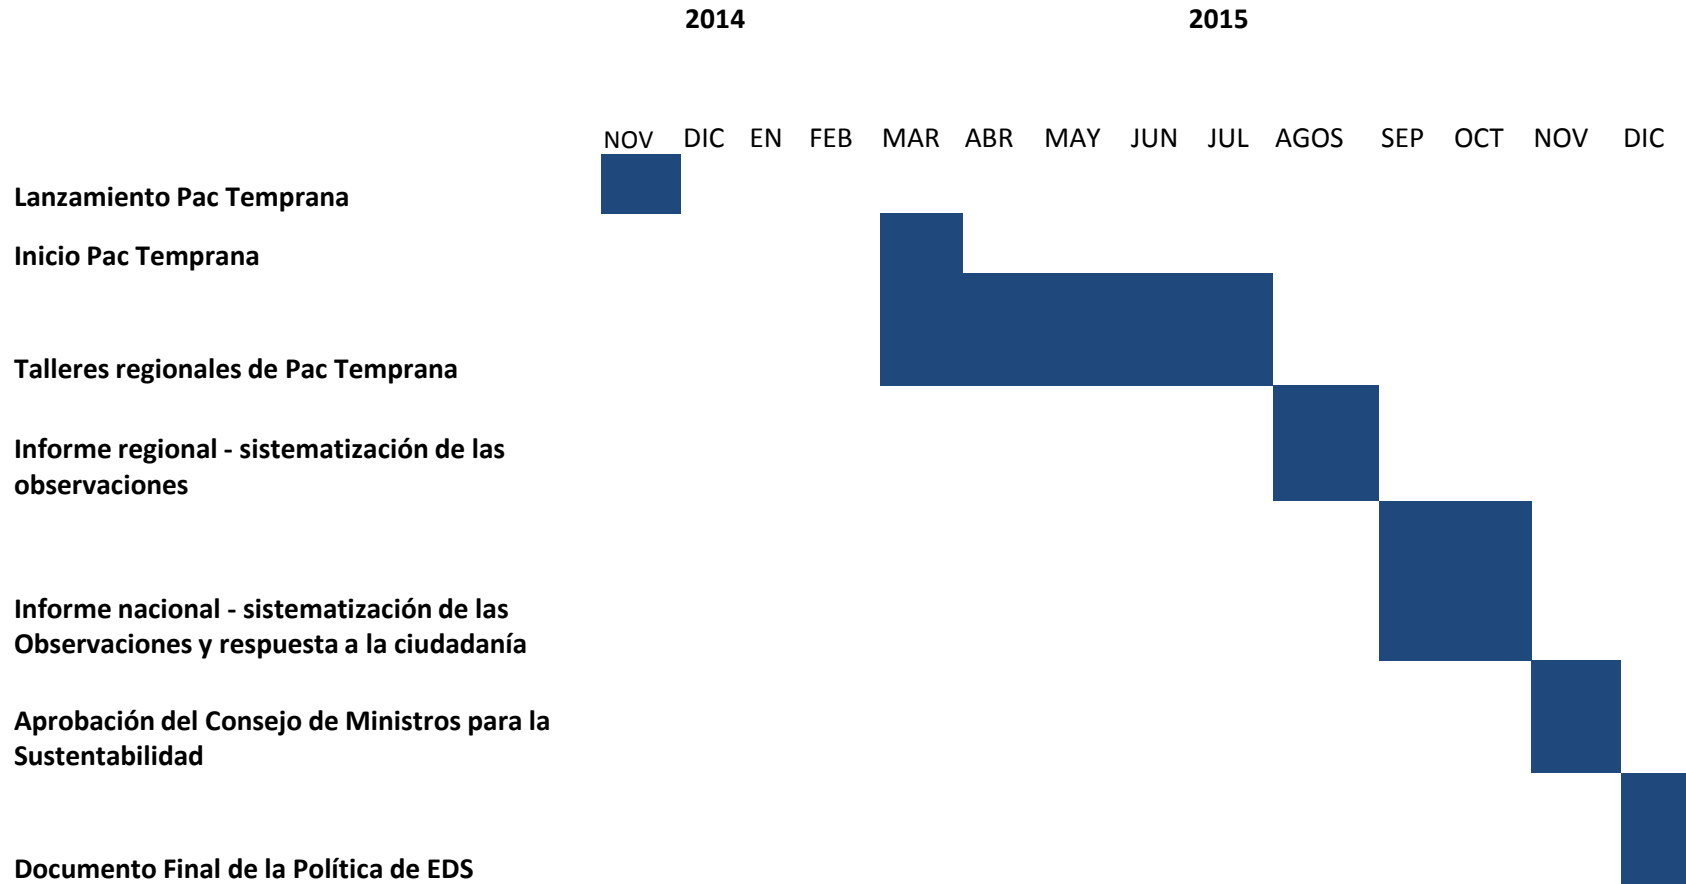 2014 2015
NOV DIC EN FEB MAR ABR MAY JUN JUL AGOS SEP OCT NOV DIC
Lanzamiento Pac Temprana
Inicio Pac Temprana
Talleres regionales de Pac Temprana
Informe regional - sistematización de las
observaciones
Informe nacional - sistematización de las
Observaciones y respuesta a la ciudadanía
Aprobación del Consejo de Ministros para la
Sustentabilidad
Documento Final de la Política de EDS